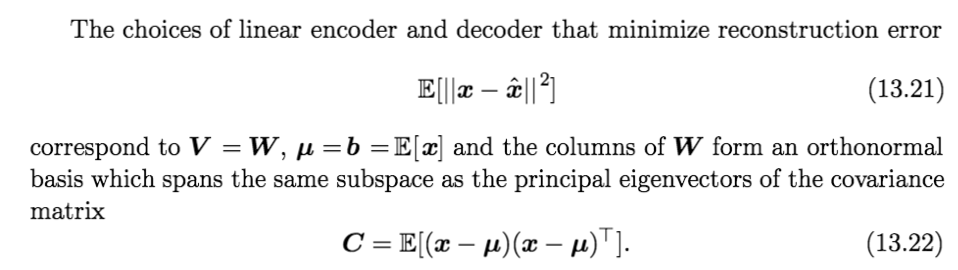 The choices of linear encoder and decoder that minimize reconstruction error
𝔼[||x − x̂||²] (13.21)
correspond to V = W, μ = b = 𝔼[x] and the columns of W form an orthonormal
basis which spans the same subspace as the principal eigenvectors of the covariance
matrix
C = 𝔼[(x − μ)(x − μ)⊤]. (13.22)